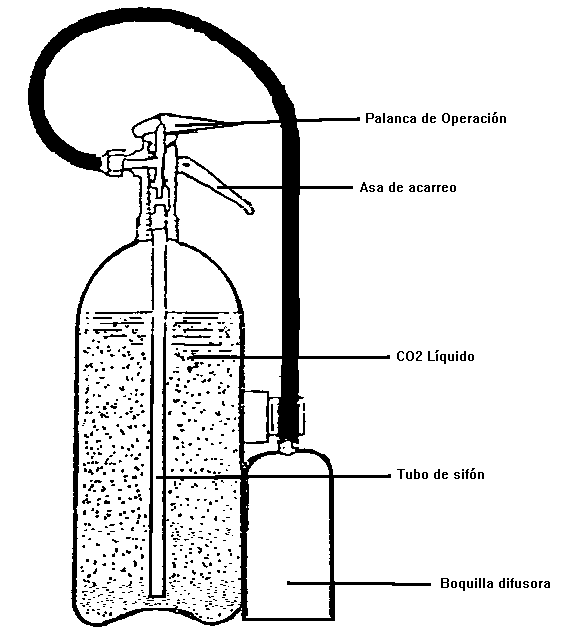 Palanca de Operación
Asa de acarreo
CO2 Líquido
Tubo de sifón
Boquilla difusora